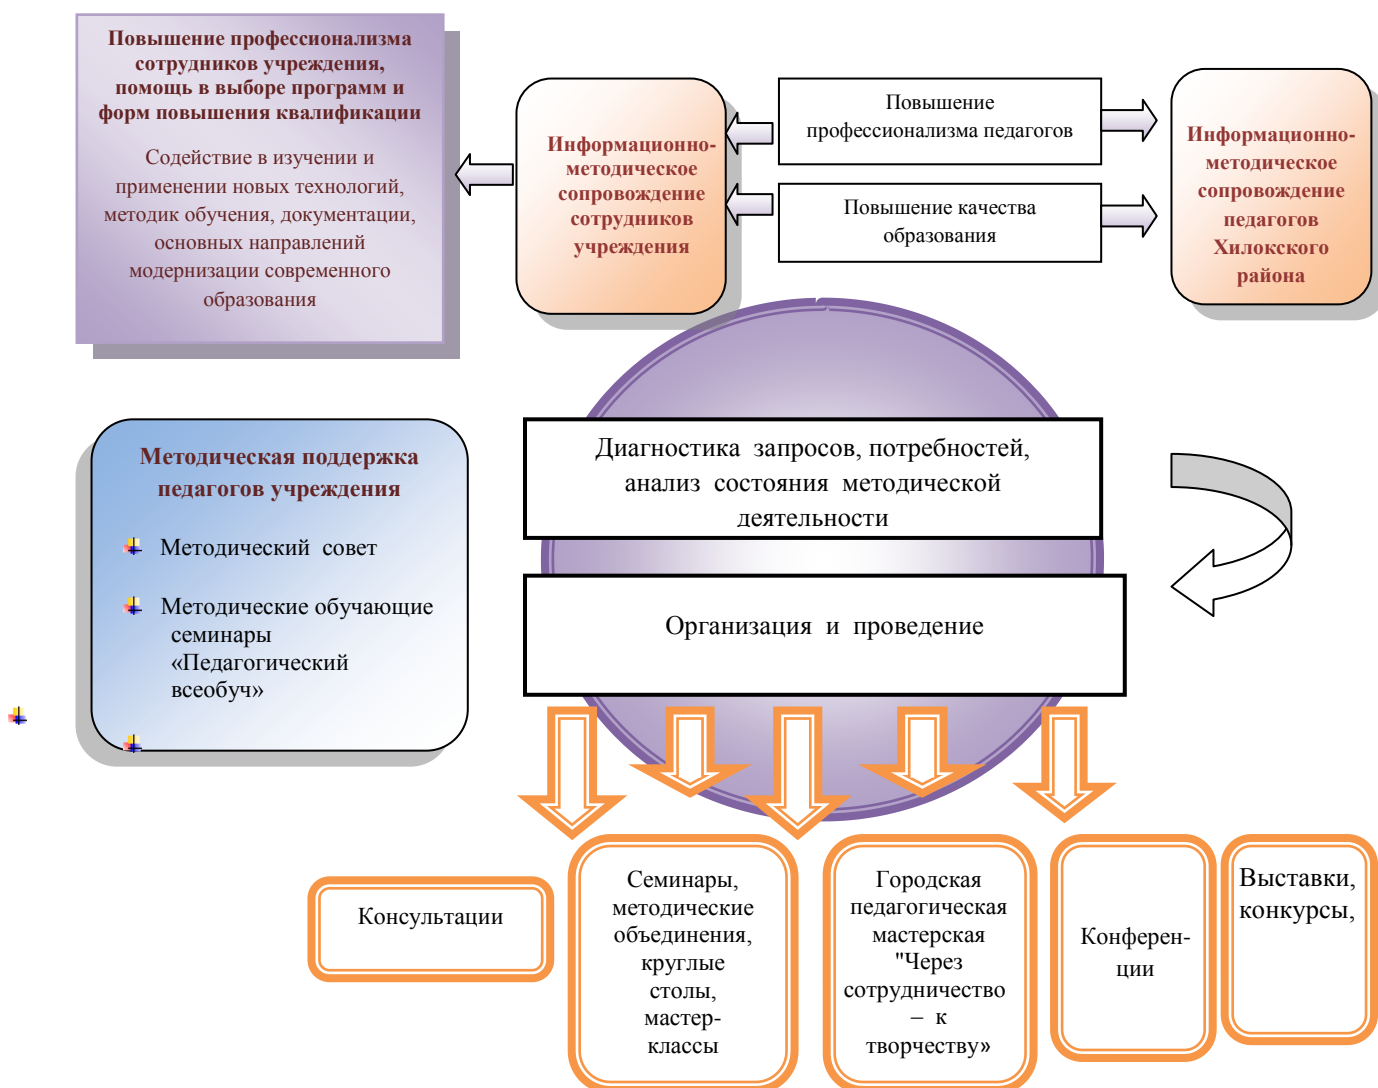 Повышение профессионализма
сотрудников учреждения,
помощь в выборе программ и
форм повышения квалификации
Содействие в изучении и
применении новых технологий,
методик обучения, документации,
основных направлений
модернизации современного
образования
Информационно-
методическое
сопровождение
сотрудников
учреждения
Повышение
профессионализма педагогов
Повышение качества
образования
Информационно-
методическое
сопровождение
педагогов
Хилокского
района
Методическая поддержка
педагогов учреждения
Методический совет
Методические обучающие
семинары
«Педагогический
всеобуч»
Диагностика запросов, потребностей,
анализ состояния методической
деятельности
Организация и проведение
Консультации
Семинары,
методические
объединения,
круглые
столы,
мастер-
классы
Городская
педагогическая
мастерская
"Через
сотрудничество
– к
творчеству»
Конферен-
ции
Выставки,
конкурсы,